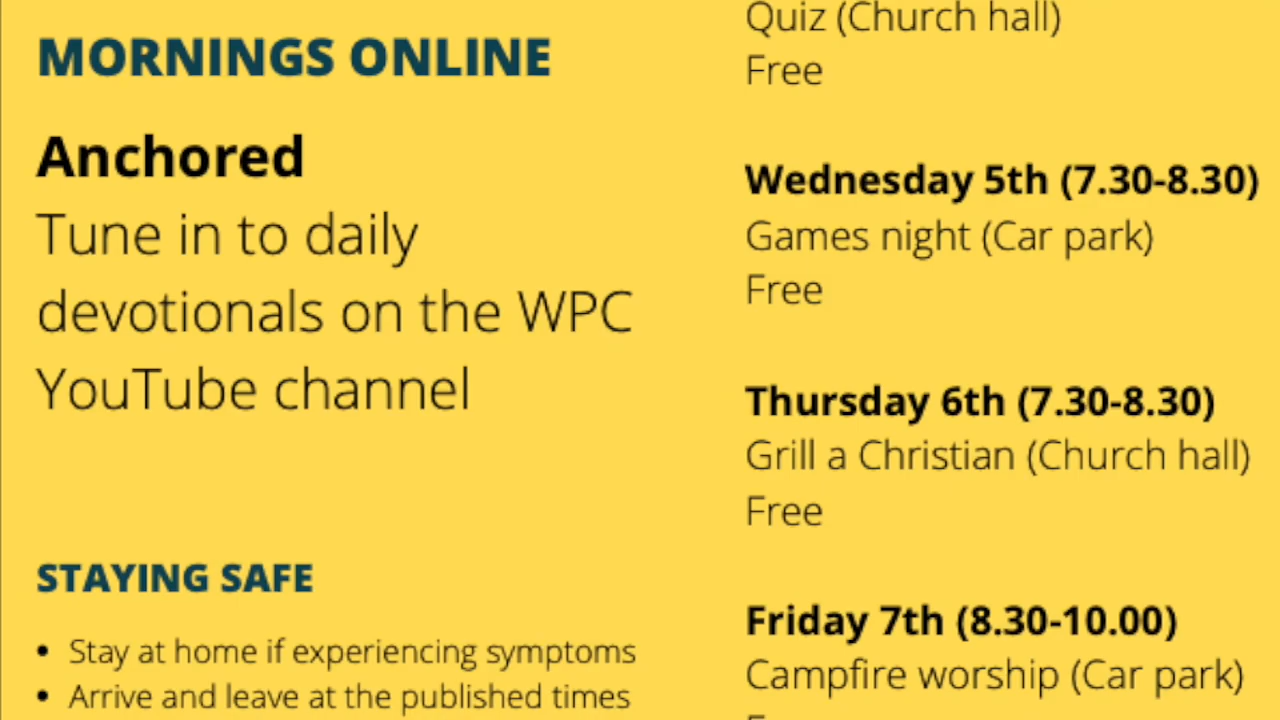 MORNINGS ONLINE
Anchored
Tune in to daily
devotionals on the WPC
YouTube channel
STAYING SAFE
• Stay at home if experiencing symptoms
• Arrive and leave at the published times
Quiz (Church hall)
Free
Wednesday 5th (7.30-8.30)
Games night (Car park)
Free
Thursday 6th (7.30-8.30)
Grill a Christian (Church hall)
Free
Friday 7th (8.30-10.00)
Campfire worship (Car park)